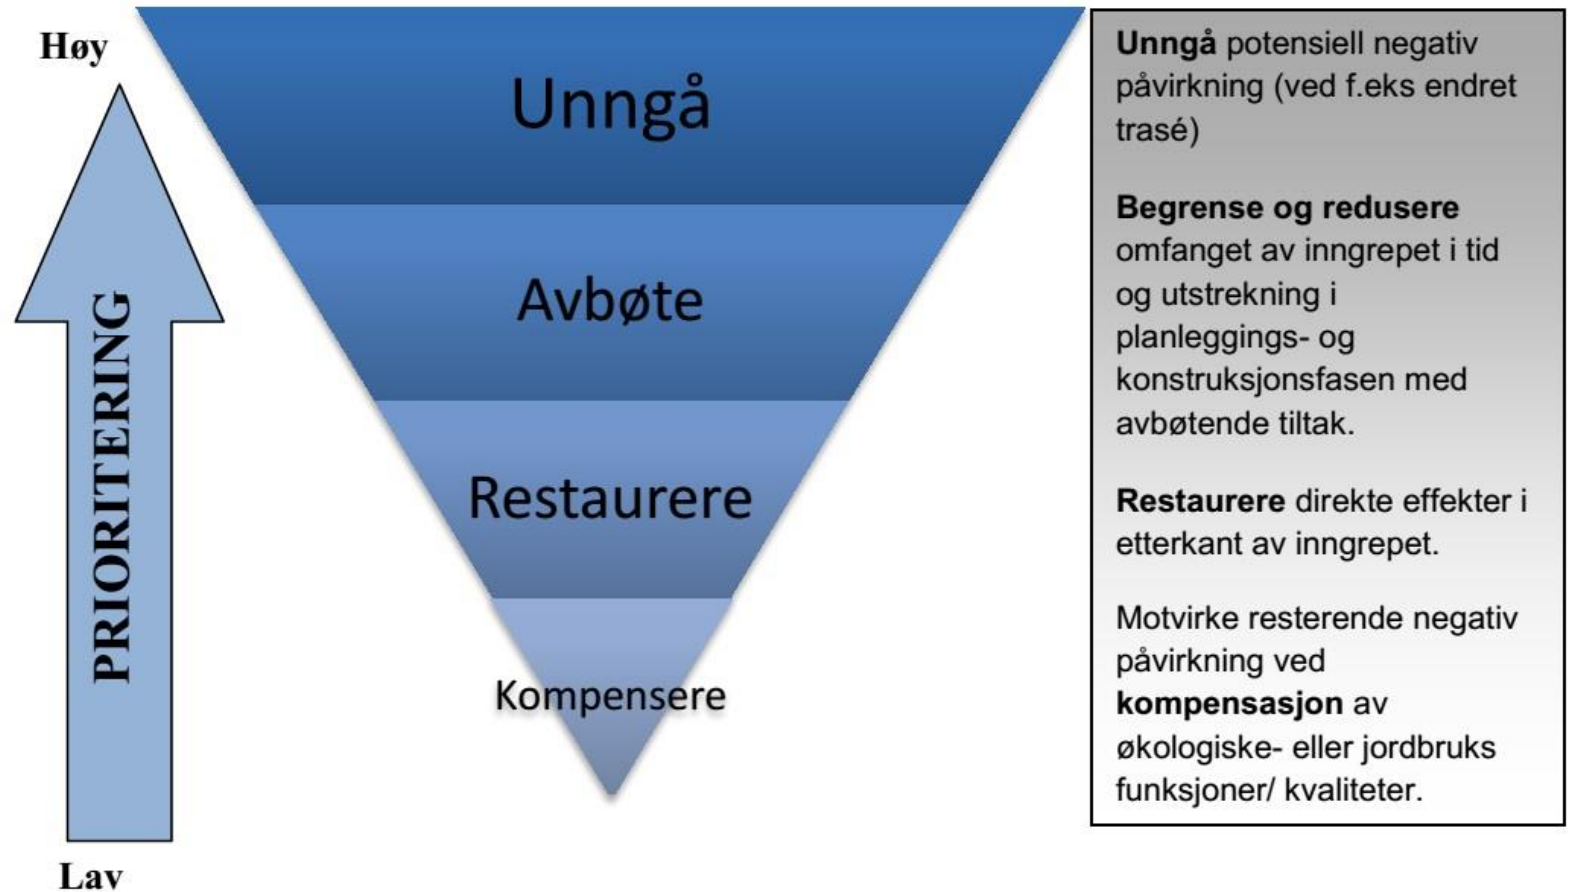 Høy
PRIORITERING
Lav
Unngå
Avbøte
Restaurere
Kompensere
Unngå potensiell negativ
påvirkning (ved f.eks endret
trasé)
Begrense og redusere
omfanget av inngrepet i tid
og utstrekning i
planleggings- og
konstruksjonsfasen med
avbøtende tiltak.
Restaurere direkte effekter i
etterkant av inngrepet.
Motvirke resterende negativ
påvirkning ved
kompensasjon av
økologiske- eller jordbruks
funksjoner/ kvaliteter.